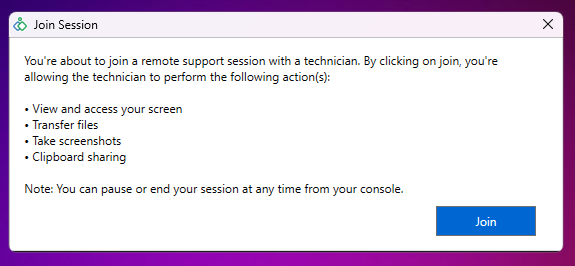 Join Session
You're about to join a remote support session with a technician. By clicking on join, you're
allowing the technician to perform the following action(s):
• View and access your screen
• Transfer files
• Take screenshots
• Clipboard sharing
Note: You can pause or end your session at any time from your console.
Join